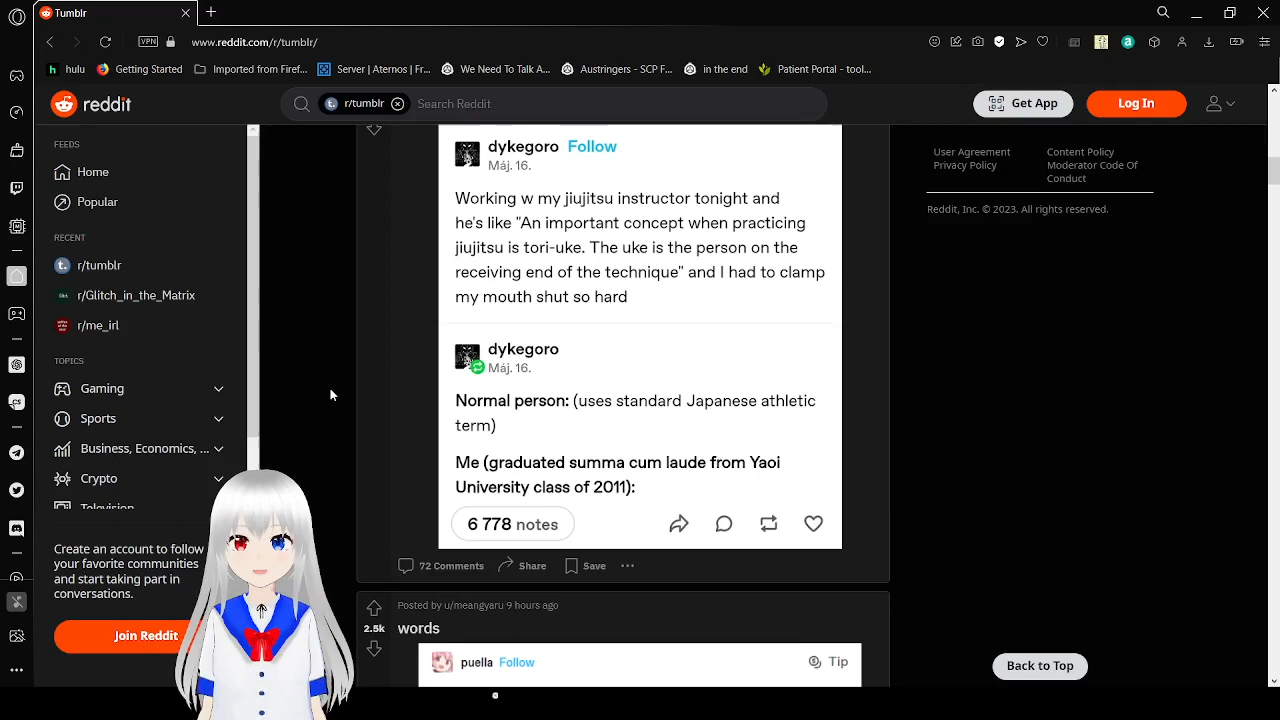 Tumblr
VPN
www.reddit.com/r/tumblr/
hulu
Getting Started
Imported from Firef...
Server | Aternos | Fr...
We Need To Talk A...
Austringers - SCP F...
in the end
Patient Portal - tool...
reddit
r/tumblr
Search Reddit
Get App
Log In
FEEDS
Home
Popular
RECENT
r/tumblr
r/Glitch_in_the_Matrix
r/me_irl
TOPICS
Gaming
Sports
Business, Economics, ...
Crypto
Television
Create an account to follow
your favorite communities
and start taking part in
conversations.
Join Reddit
dykegoro Follow
Máj. 16.
Working w my jiujitsu instructor tonight and
he's like "An important concept when practicing
jiujitsu is tori-uke. The uke is the person on the
receiving end of the technique" and I had to clamp
my mouth shut so hard
dykegoro
Máj. 16.
Normal person: (uses standard Japanese athletic
term)
Me (graduated summa cum laude from Yaoi
University class of 2011):
6 778 notes
72 Comments
Share
Save
Posted by u/meangyaru 9 hours ago
2.5k
words
puella Follow
Tip
User Agreement
Privacy Policy
Content Policy
Moderator Code Of
Conduct
Reddit, Inc. © 2023. All rights reserved.
Back to Top